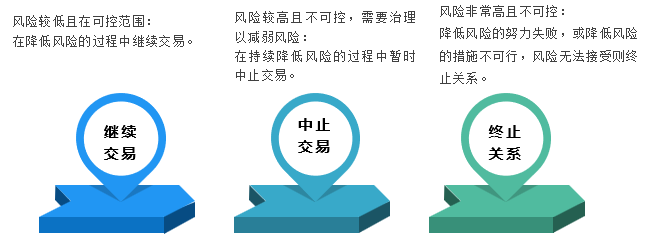 风险较低且在可控范围：
在降低风险的过程中继续交易。
风险较高且不可控，需要治理
以减弱风险：
在持续降低风险的过程中暂时
中止交易。
风险非常高且不可控：
降低风险的努力失败，或降低风险
的措施不可行，风险无法接受则终
止关系。
继续
交易
中止
交易
终止
关系